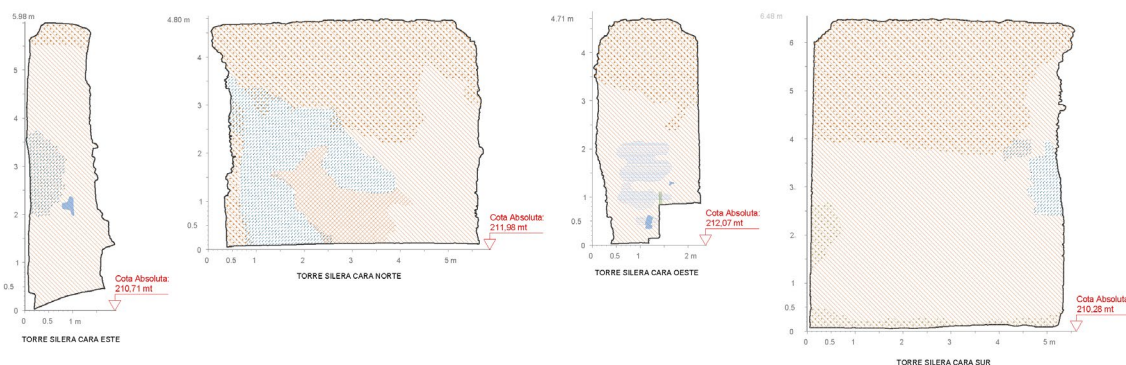 5.98 m
5
4
3
2
1
0.5
0
0 0.5 1 m
Cota Absoluta:
210,71 mt
TORRE SILERA CARA ESTE
4.80 m
4
3
2
1
0.5
0
0 0.5 1 2 3 4 5 m
Cota Absoluta:
211,98 mt
TORRE SILERA CARA NORTE
4.71 m
4
3
2
1
0.5
0
0 0.5 1 2 m
Cota Absoluta:
212,07 mt
TORRE SILERA CARA OESTE
6.48 m
6
5
4
3
2
1
0.5
0
0 0.5 1 2 3 4 5 m
Cota Absoluta:
210,28 mt
TORRE SILERA CARA SUR